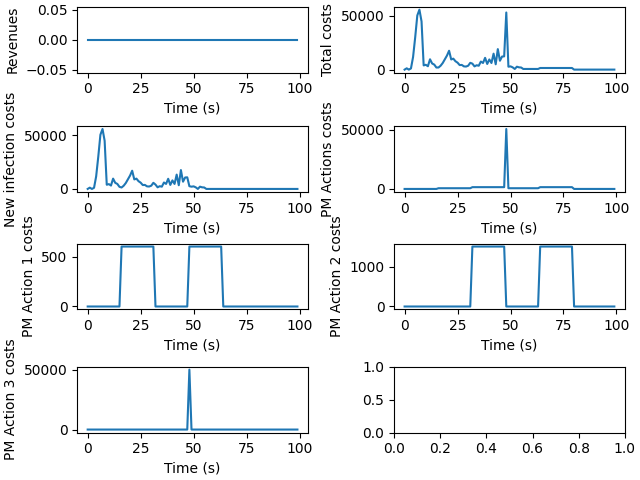 Revenues
0.05
0.00
−0.05
0 25 50 75 100
Time (s)
Total costs
50000
0
0 25 50 75 100
Time (s)
New infection costs
50000
0
0 25 50 75 100
Time (s)
PM Actions costs
50000
0
0 25 50 75 100
Time (s)
PM Action 1 costs
500
0
0 25 50 75 100
Time (s)
PM Action 2 costs
1000
0
0 25 50 75 100
Time (s)
PM Action 3 costs
50000
0
0 25 50 75 100
Time (s)
1.0
0.5
0.0
0.0 0.2 0.4 0.6 0.8 1.0